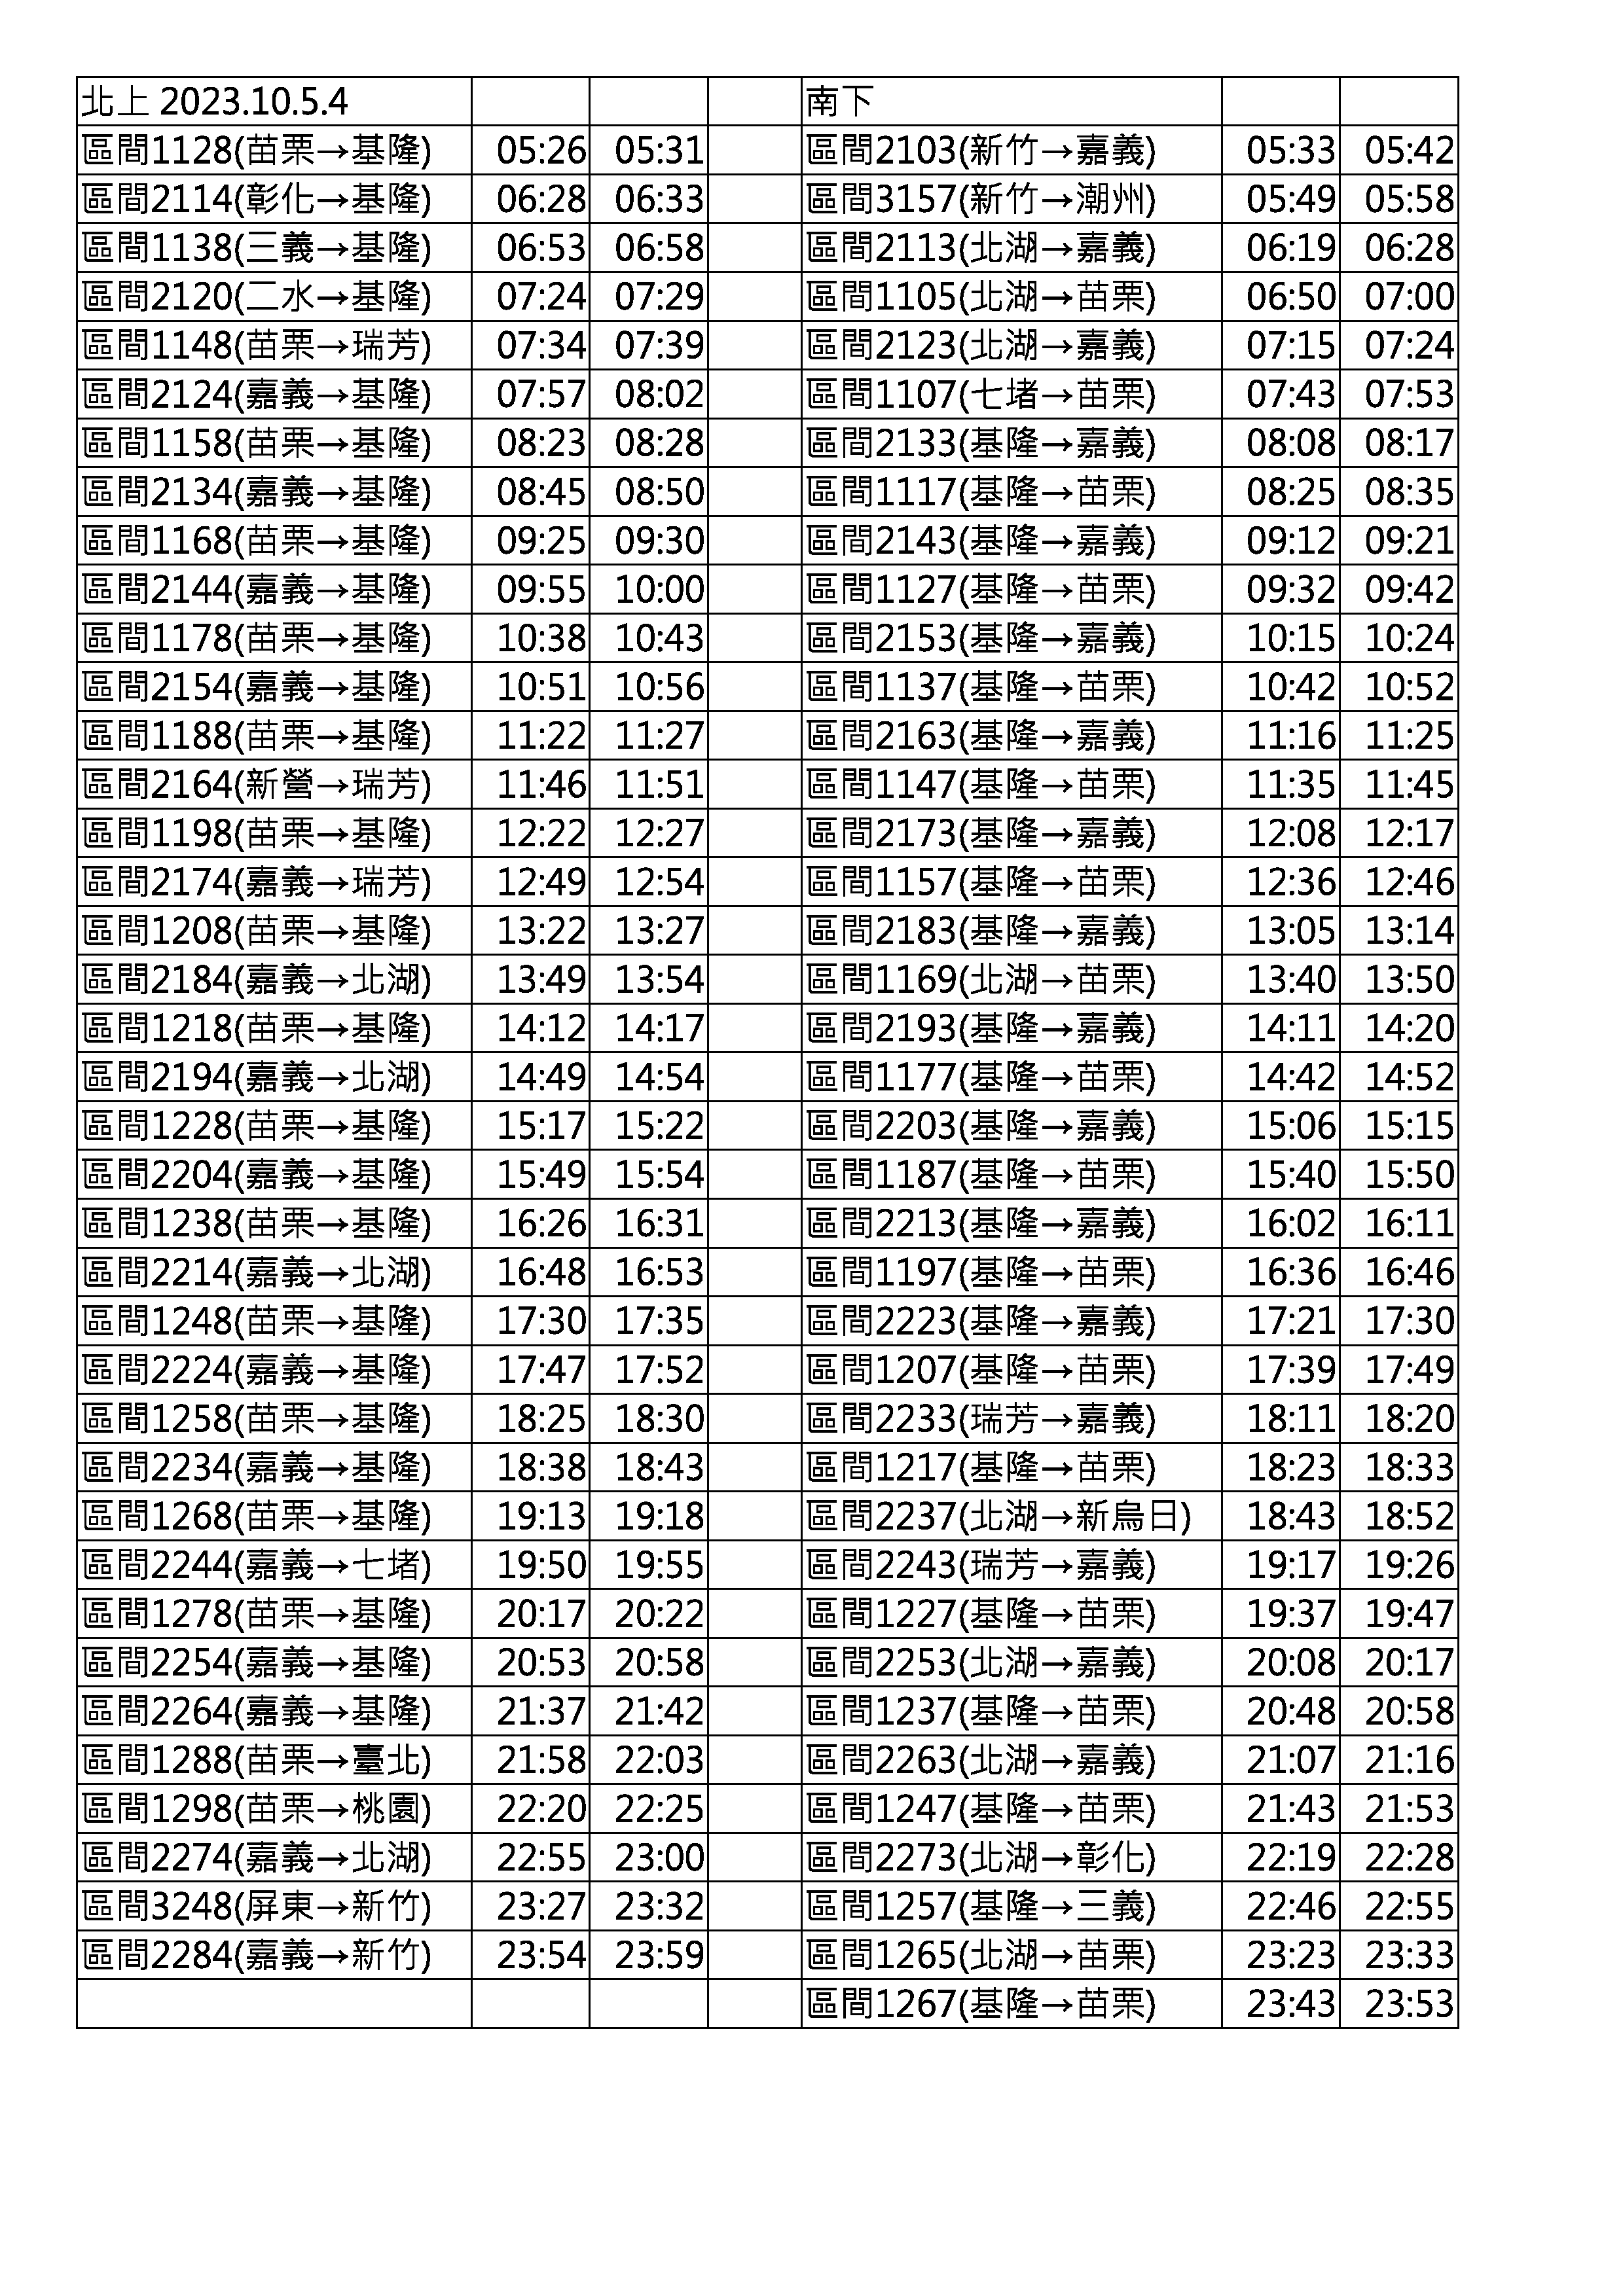 北上 2023.10.5.4 南下
區間1128(苗栗→基隆) 05:26 05:31 區間2103(新竹→嘉義) 05:33 05:42
區間2114(彰化→基隆) 06:28 06:33 區間3157(新竹→潮州) 05:49 05:58
區間1138(三義→基隆) 06:53 06:58 區間2113(北湖→嘉義) 06:19 06:28
區間2120(二水→基隆) 07:24 07:29 區間1105(北湖→苗栗) 06:50 07:00
區間1148(苗栗→瑞芳) 07:34 07:39 區間2123(北湖→嘉義) 07:15 07:24
區間2124(嘉義→基隆) 07:57 08:02 區間1107(七堵→苗栗) 07:43 07:53
區間1158(苗栗→基隆) 08:23 08:28 區間2133(基隆→嘉義) 08:08 08:17
區間2134(嘉義→基隆) 08:45 08:50 區間1117(基隆→苗栗) 08:25 08:35
區間1168(苗栗→基隆) 09:25 09:30 區間2143(基隆→嘉義) 09:12 09:21
區間2144(嘉義→基隆) 09:55 10:00 區間1127(基隆→苗栗) 09:32 09:42
區間1178(苗栗→基隆) 10:38 10:43 區間2153(基隆→嘉義) 10:15 10:24
區間2154(嘉義→基隆) 10:51 10:56 區間1137(基隆→苗栗) 10:42 10:52
區間1188(苗栗→基隆) 11:22 11:27 區間2163(基隆→嘉義) 11:16 11:25
區間2164(新營→瑞芳) 11:46 11:51 區間1147(基隆→苗栗) 11:35 11:45
區間1198(苗栗→基隆) 12:22 12:27 區間2173(基隆→嘉義) 12:08 12:17
區間2174(嘉義→瑞芳) 12:49 12:54 區間1157(基隆→苗栗) 12:36 12:46
區間1208(苗栗→基隆) 13:22 13:27 區間2183(基隆→嘉義) 13:05 13:14
區間2184(嘉義→北湖) 13:49 13:54 區間1169(北湖→苗栗) 13:40 13:50
區間1218(苗栗→基隆) 14:12 14:17 區間2193(基隆→嘉義) 14:11 14:20
區間2194(嘉義→北湖) 14:49 14:54 區間1177(基隆→苗栗) 14:42 14:52
區間1228(苗栗→基隆) 15:17 15:22 區間2203(基隆→嘉義) 15:06 15:15
區間2204(嘉義→基隆) 15:49 15:54 區間1187(基隆→苗栗) 15:40 15:50
區間1238(苗栗→基隆) 16:26 16:31 區間2213(基隆→嘉義) 16:02 16:11
區間2214(嘉義→北湖) 16:48 16:53 區間1197(基隆→苗栗) 16:36 16:46
區間1248(苗栗→基隆) 17:30 17:35 區間2223(基隆→嘉義) 17:21 17:30
區間2224(嘉義→基隆) 17:47 17:52 區間1207(基隆→苗栗) 17:39 17:49
區間1258(苗栗→基隆) 18:25 18:30 區間2233(瑞芳→嘉義) 18:11 18:20
區間2234(嘉義→基隆) 18:38 18:43 區間1217(基隆→苗栗) 18:23 18:33
區間1268(苗栗→基隆) 19:13 19:18 區間2237(北湖→新烏日) 18:43 18:52
區間2244(嘉義→七堵) 19:50 19:55 區間2243(瑞芳→嘉義) 19:17 19:26
區間1278(苗栗→基隆) 20:17 20:22 區間1227(基隆→苗栗) 19:37 19:47
區間2254(嘉義→基隆) 20:53 20:58 區間2253(北湖→嘉義) 20:08 20:17
區間2264(嘉義→基隆) 21:37 21:42 區間1237(基隆→苗栗) 20:48 20:58
區間1288(苗栗→臺北) 21:58 22:03 區間2263(北湖→嘉義) 21:07 21:16
區間1298(苗栗→桃園) 22:20 22:25 區間1247(基隆→苗栗) 21:43 21:53
區間2274(嘉義→北湖) 22:55 23:00 區間2273(北湖→彰化) 22:19 22:28
區間3248(屏東→新竹) 23:27 23:32 區間1257(基隆→三義) 22:46 22:55
區間2284(嘉義→新竹) 23:54 23:59 區間1265(北湖→苗栗) 23:23 23:33
區間1267(基隆→苗栗) 23:43 23:53